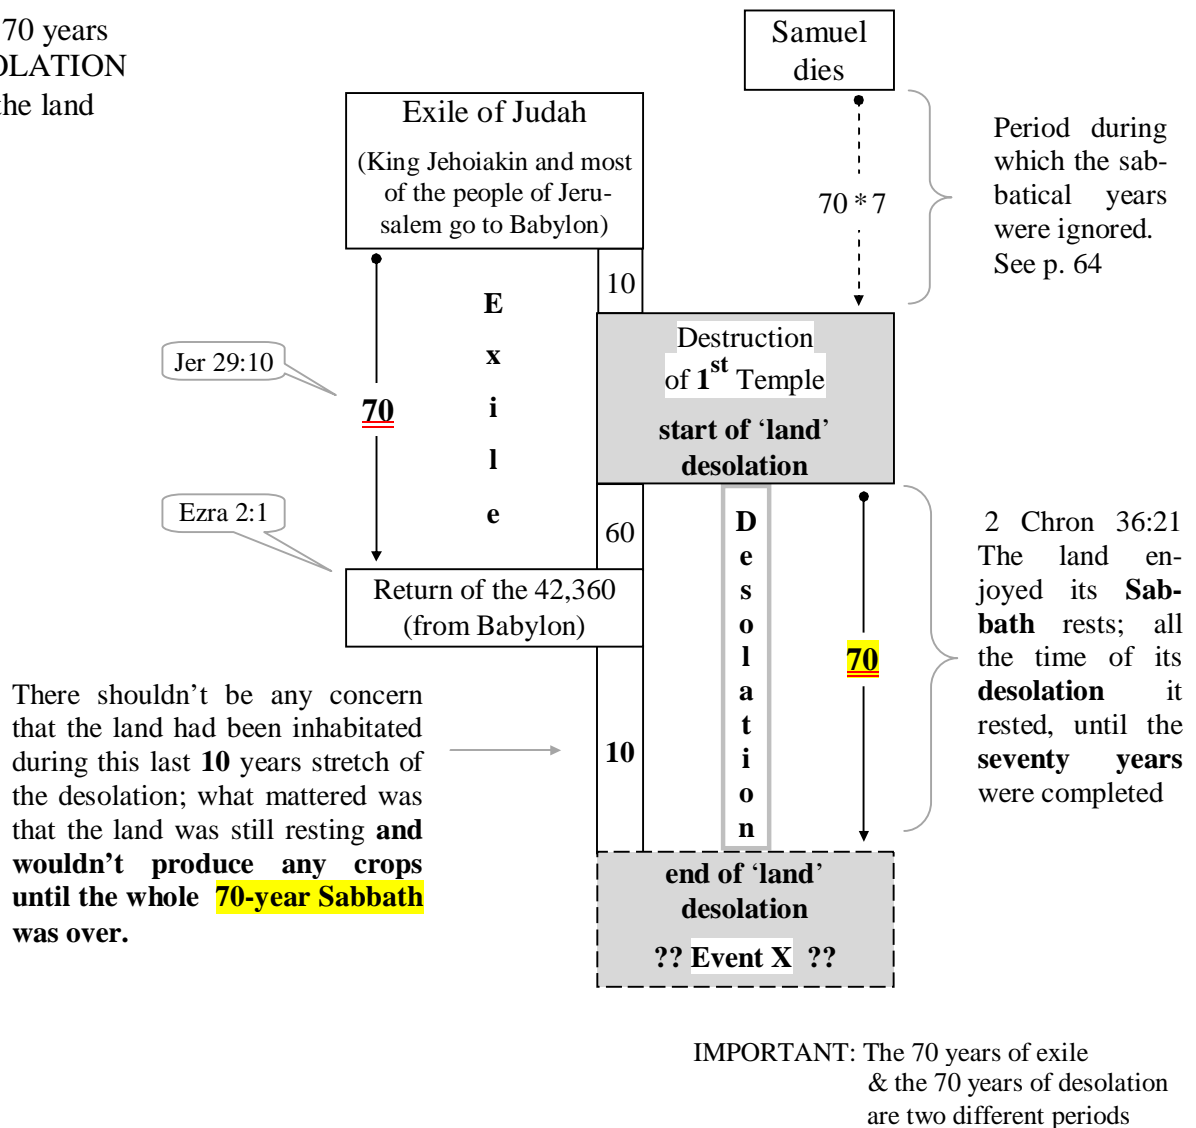 70 years
OLATION
the land
Samuel
dies
Exile of Judah
(King Jehoiakin and most
of the people of Jeru-
salem go to Babylon)
70 * 7
Period during
which the sab-
batical years
were ignored.
See p. 64
10
E
x
i
l
e
Jer 29:10
70
Destruction
of 1st Temple
start of ‘land’
desolation
Ezra 2:1
60
Return of the 42,360
(from Babylon)
D
e
s
o
l
a
t
i
o
n
70
2 Chron 36:21
The land en-
joyed its Sab-
bath rests; all
the time of its
desolation it
rested, until the
seventy years
were completed
There shouldn’t be any concern
that the land had been inhabitated
during this last 10 years stretch of
the desolation; what mattered was
that the land was still resting and
wouldn’t produce any crops
until the whole 70-year Sabbath
was over.
10
end of ‘land’
desolation
?? Event X ??
IMPORTANT: The 70 years of exile
& the 70 years of desolation
are two different periods